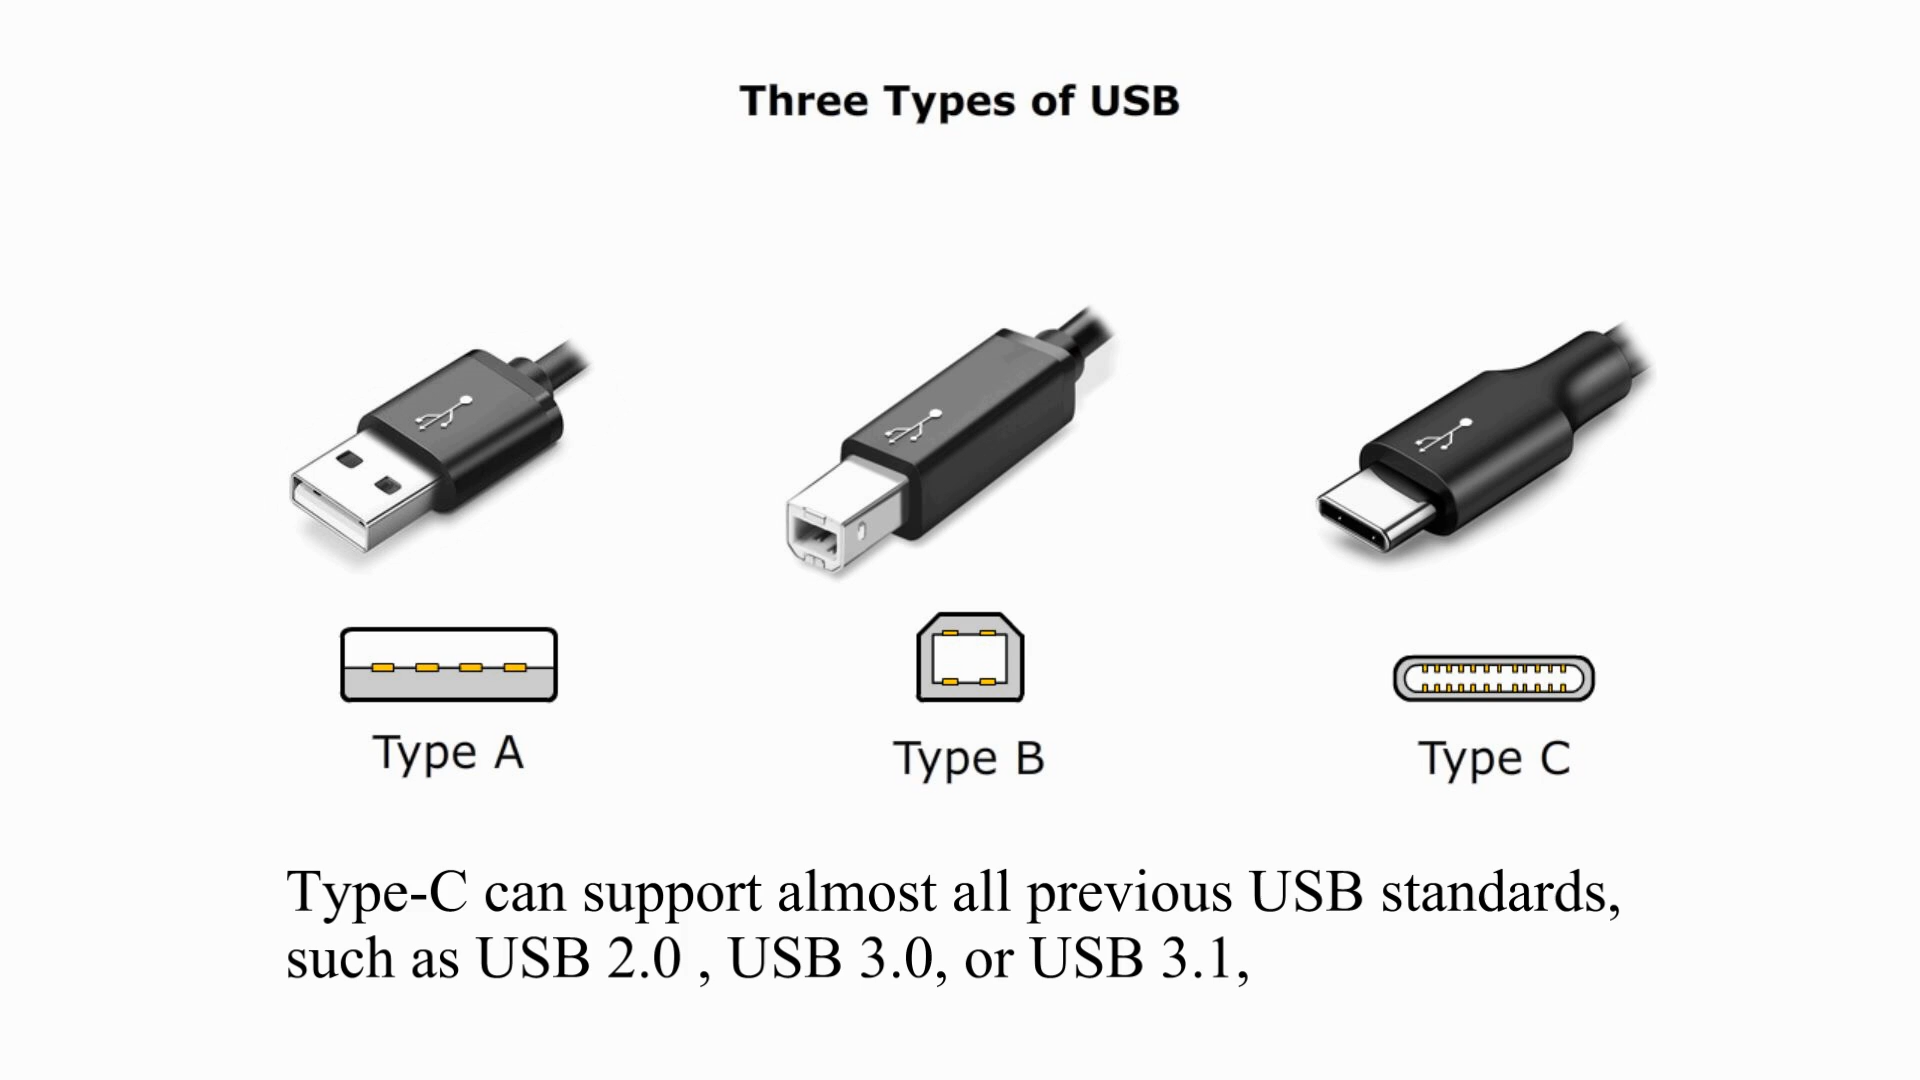 Three Types of USB
Type A
Type B
Type C
Type-C can support almost all previous USB standards,
such as USB 2.0 , USB 3.0, or USB 3.1,